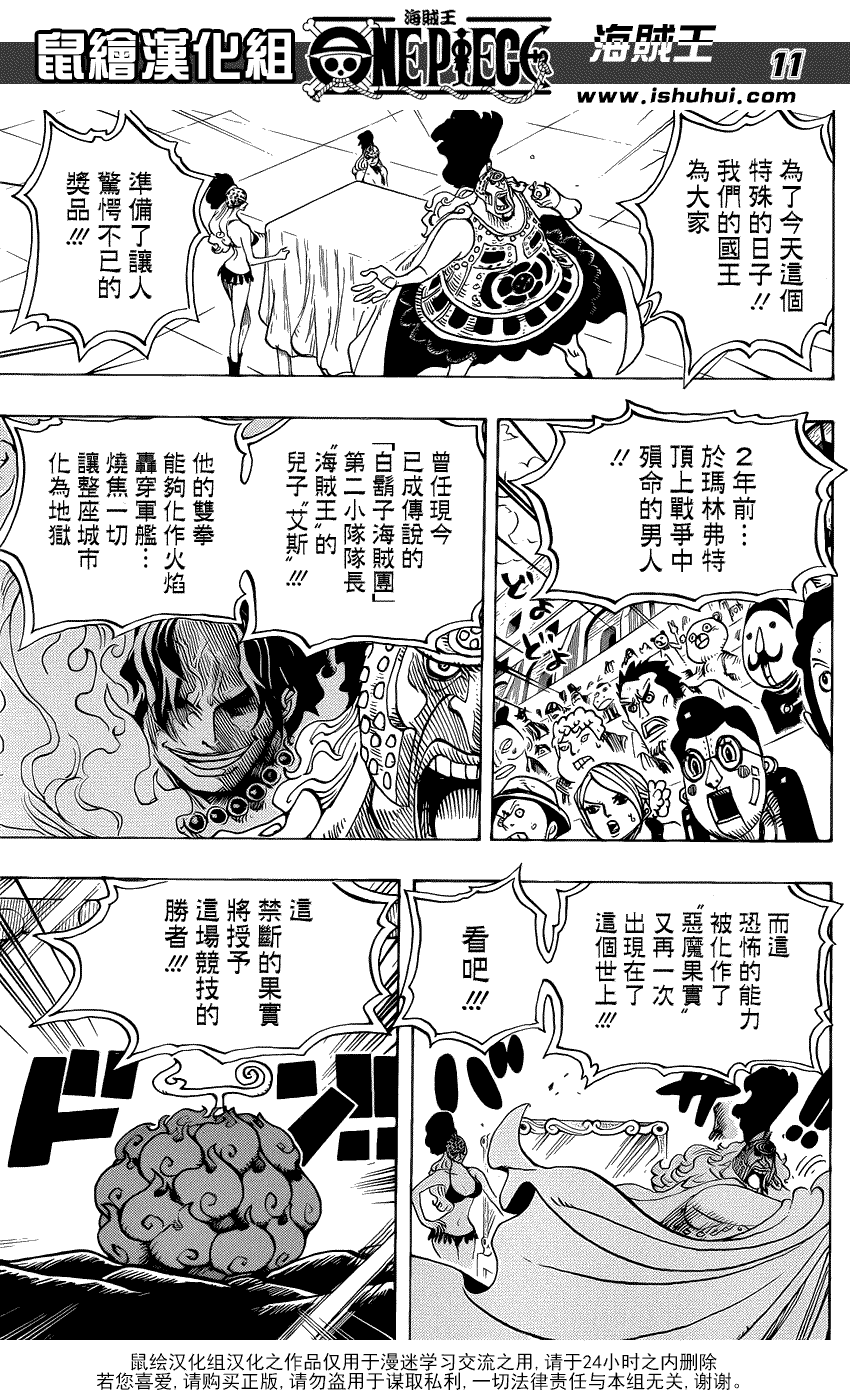 鼠繪漢化組
海賊王
ONE PIECE
海賊王
www.ishuhui.com
11
為了今天這個
特殊的日子!!
我們的國王
為大家
準備了讓人
驚愕不已的
獎品!!!
2年前…
於瑪林弗特
頂上戰爭中
殞命的男人
!!
曾任現今
已成傳說的
「白鬍子海賊團」
第二小隊隊長
"海賊王"的
兒子"艾斯"!!!
他的雙拳
能夠化作火焰
轟穿軍艦…
燒焦一切
讓整座城市
化為地獄
どよ
どよ
而這
恐怖的能力
被化作了
"惡魔果實"
又再一次
出現在了
這個世上!!!
看吧!!!
バッ!!
這
禁斷的果實
將授予
這場競技的
勝者!!!
ドン!!
鼠绘汉化组汉化之作品仅用于漫迷学习交流之用, 请于24小时之内删除
若您喜爱, 请购买正版, 请勿盗用于谋取私利, 一切法律责任与本组无关, 谢谢。